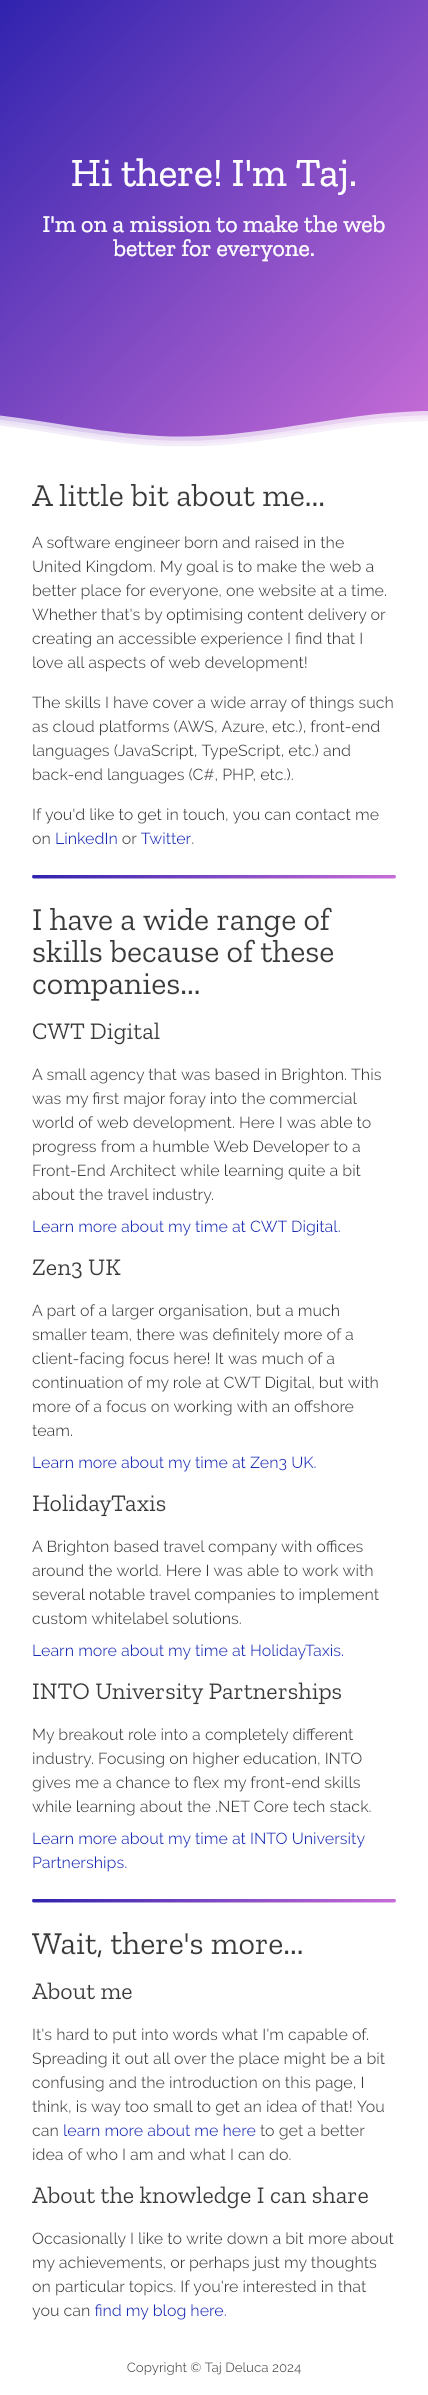 Hi there! I'm Taj.
I'm on a mission to make the web
better for everyone.
A little bit about me...
A software engineer born and raised in the
United Kingdom. My goal is to make the web a
better place for everyone, one website at a time.
Whether that's by optimising content delivery or
creating an accessible experience I find that I
love all aspects of web development!
The skills I have cover a wide array of things such
as cloud platforms (AWS, Azure, etc.), front-end
languages (JavaScript, TypeScript, etc.) and
back-end languages (C#, PHP, etc.).
If you'd like to get in touch, you can contact me
on LinkedIn or Twitter.
I have a wide range of
skills because of these
companies...
CWT Digital
A small agency that was based in Brighton. This
was my first major foray into the commercial
world of web development. Here I was able to
progress from a humble Web Developer to a
Front-End Architect while learning quite a bit
about the travel industry.
Learn more about my time at CWT Digital.
Zen3 UK
A part of a larger organisation, but a much
smaller team, there was definitely more of a
client-facing focus here! It was much of a
continuation of my role at CWT Digital, but with
more of a focus on working with an offshore
team.
Learn more about my time at Zen3 UK.
HolidayTaxis
A Brighton based travel company with offices
around the world. Here I was able to work with
several notable travel companies to implement
custom whitelabel solutions.
Learn more about my time at HolidayTaxis.
INTO University Partnerships
My breakout role into a completely different
industry. Focusing on higher education, INTO
gives me a chance to flex my front-end skills
while learning about the .NET Core tech stack.
Learn more about my time at INTO University
Partnerships.
Wait, there's more...
About me
It's hard to put into words what I'm capable of.
Spreading it out all over the place might be a bit
confusing and the introduction on this page, I
think, is way too small to get an idea of that! You
can learn more about me here to get a better
idea of who I am and what I can do.
About the knowledge I can share
Occasionally I like to write down a bit more about
my achievements, or perhaps just my thoughts
on particular topics. If you're interested in that
you can find my blog here.
Copyright © Taj Deluca 2024